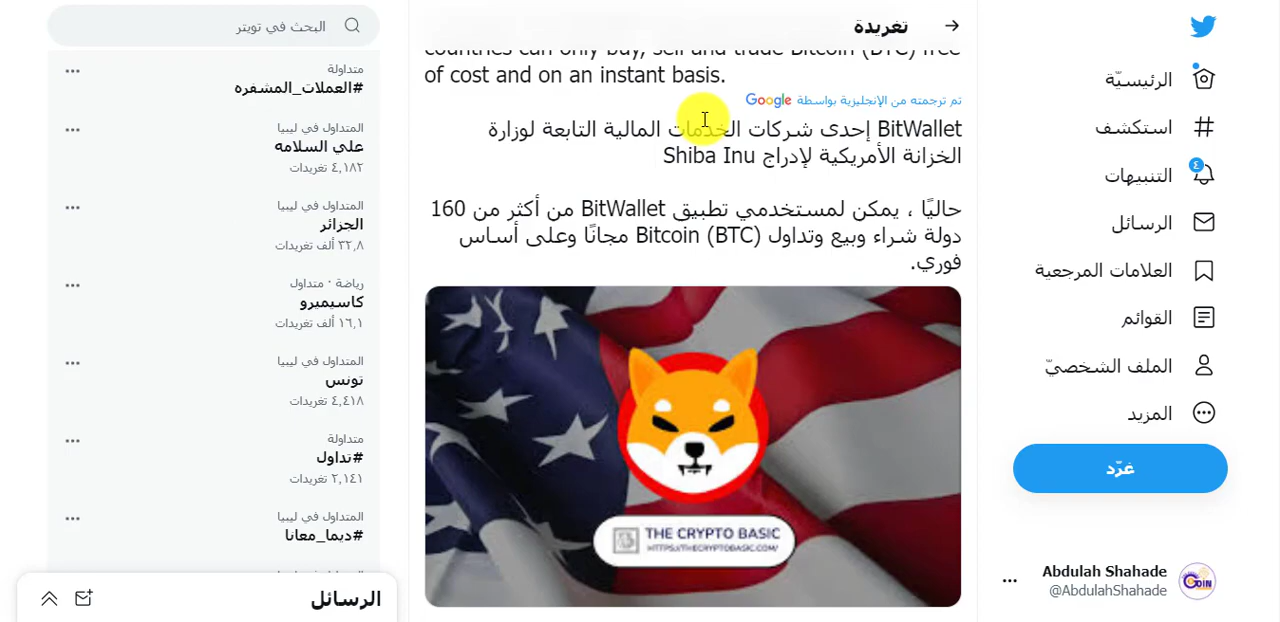 الرئيسيّة
استكشف
٤
التنبيهات
الرسائل
العلامات المرجعية
القوائم
الملف الشخصيّ
المزيد
غرّد
Abdulah Shahade
@AbdulahShahade
COIN
تغريدة
countries can only buy, sell and trade Bitcoin (BTC) free
of cost and on an instant basis.
تم ترجمته من الإنجليزية بواسطة Google
BitWallet إحدى شركات الخدمات المالية التابعة لوزارة
الخزانة الأمريكية لإدراج Shiba Inu
حاليًا ، يمكن لمستخدمي تطبيق BitWallet من أكثر من 160
دولة شراء وبيع وتداول Bitcoin (BTC) مجانًا وعلى أساس
فوري.
THE CRYPTO BASIC
HTTPS://THECRYPTOBASIC.COM/
البحث في تويتر
متداولة
#العملات_المشفره
المتداول في ليبيا
علي السلامه
٤,١٨٢ تغريدات
المتداول في ليبيا
الجزائر
٣٢,٨ ألف تغريدات
رياضة · متداول
كاسيميرو
١٦,١ ألف تغريدات
المتداول في ليبيا
تونس
٤,٤١٨ تغريدات
متداولة
#تداول
٢,١٤١ تغريدات
المتداول في ليبيا
#ديما_معانا
الرسائل